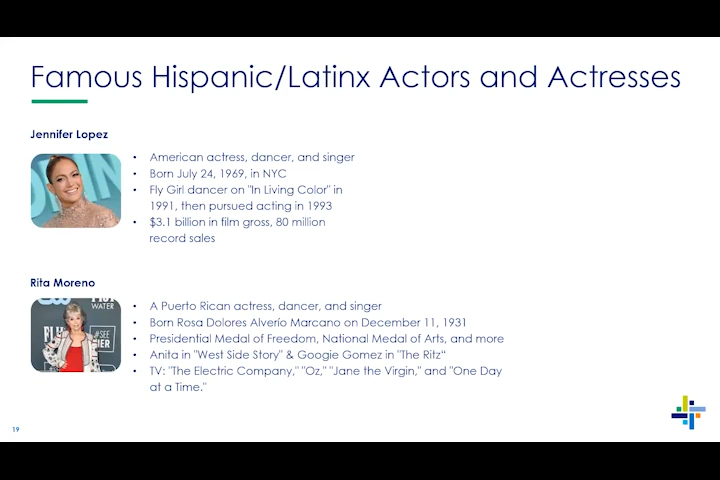 Famous Hispanic/Latinx Actors and Actresses
Jennifer Lopez
• American actress, dancer, and singer
• Born July 24, 1969, in NYC
• Fly Girl dancer on "In Living Color" in
1991, then pursued acting in 1993
• $3.1 billion in film gross, 80 million
record sales
Rita Moreno
WATER
#SEE
• A Puerto Rican actress, dancer, and singer
• Born Rosa Dolores Alverío Marcano on December 11, 1931
• Presidential Medal of Freedom, National Medal of Arts, and more
• Anita in "West Side Story" & Googie Gomez in "The Ritz“
• TV: "The Electric Company," "Oz," "Jane the Virgin," and "One Day
at a Time."
19